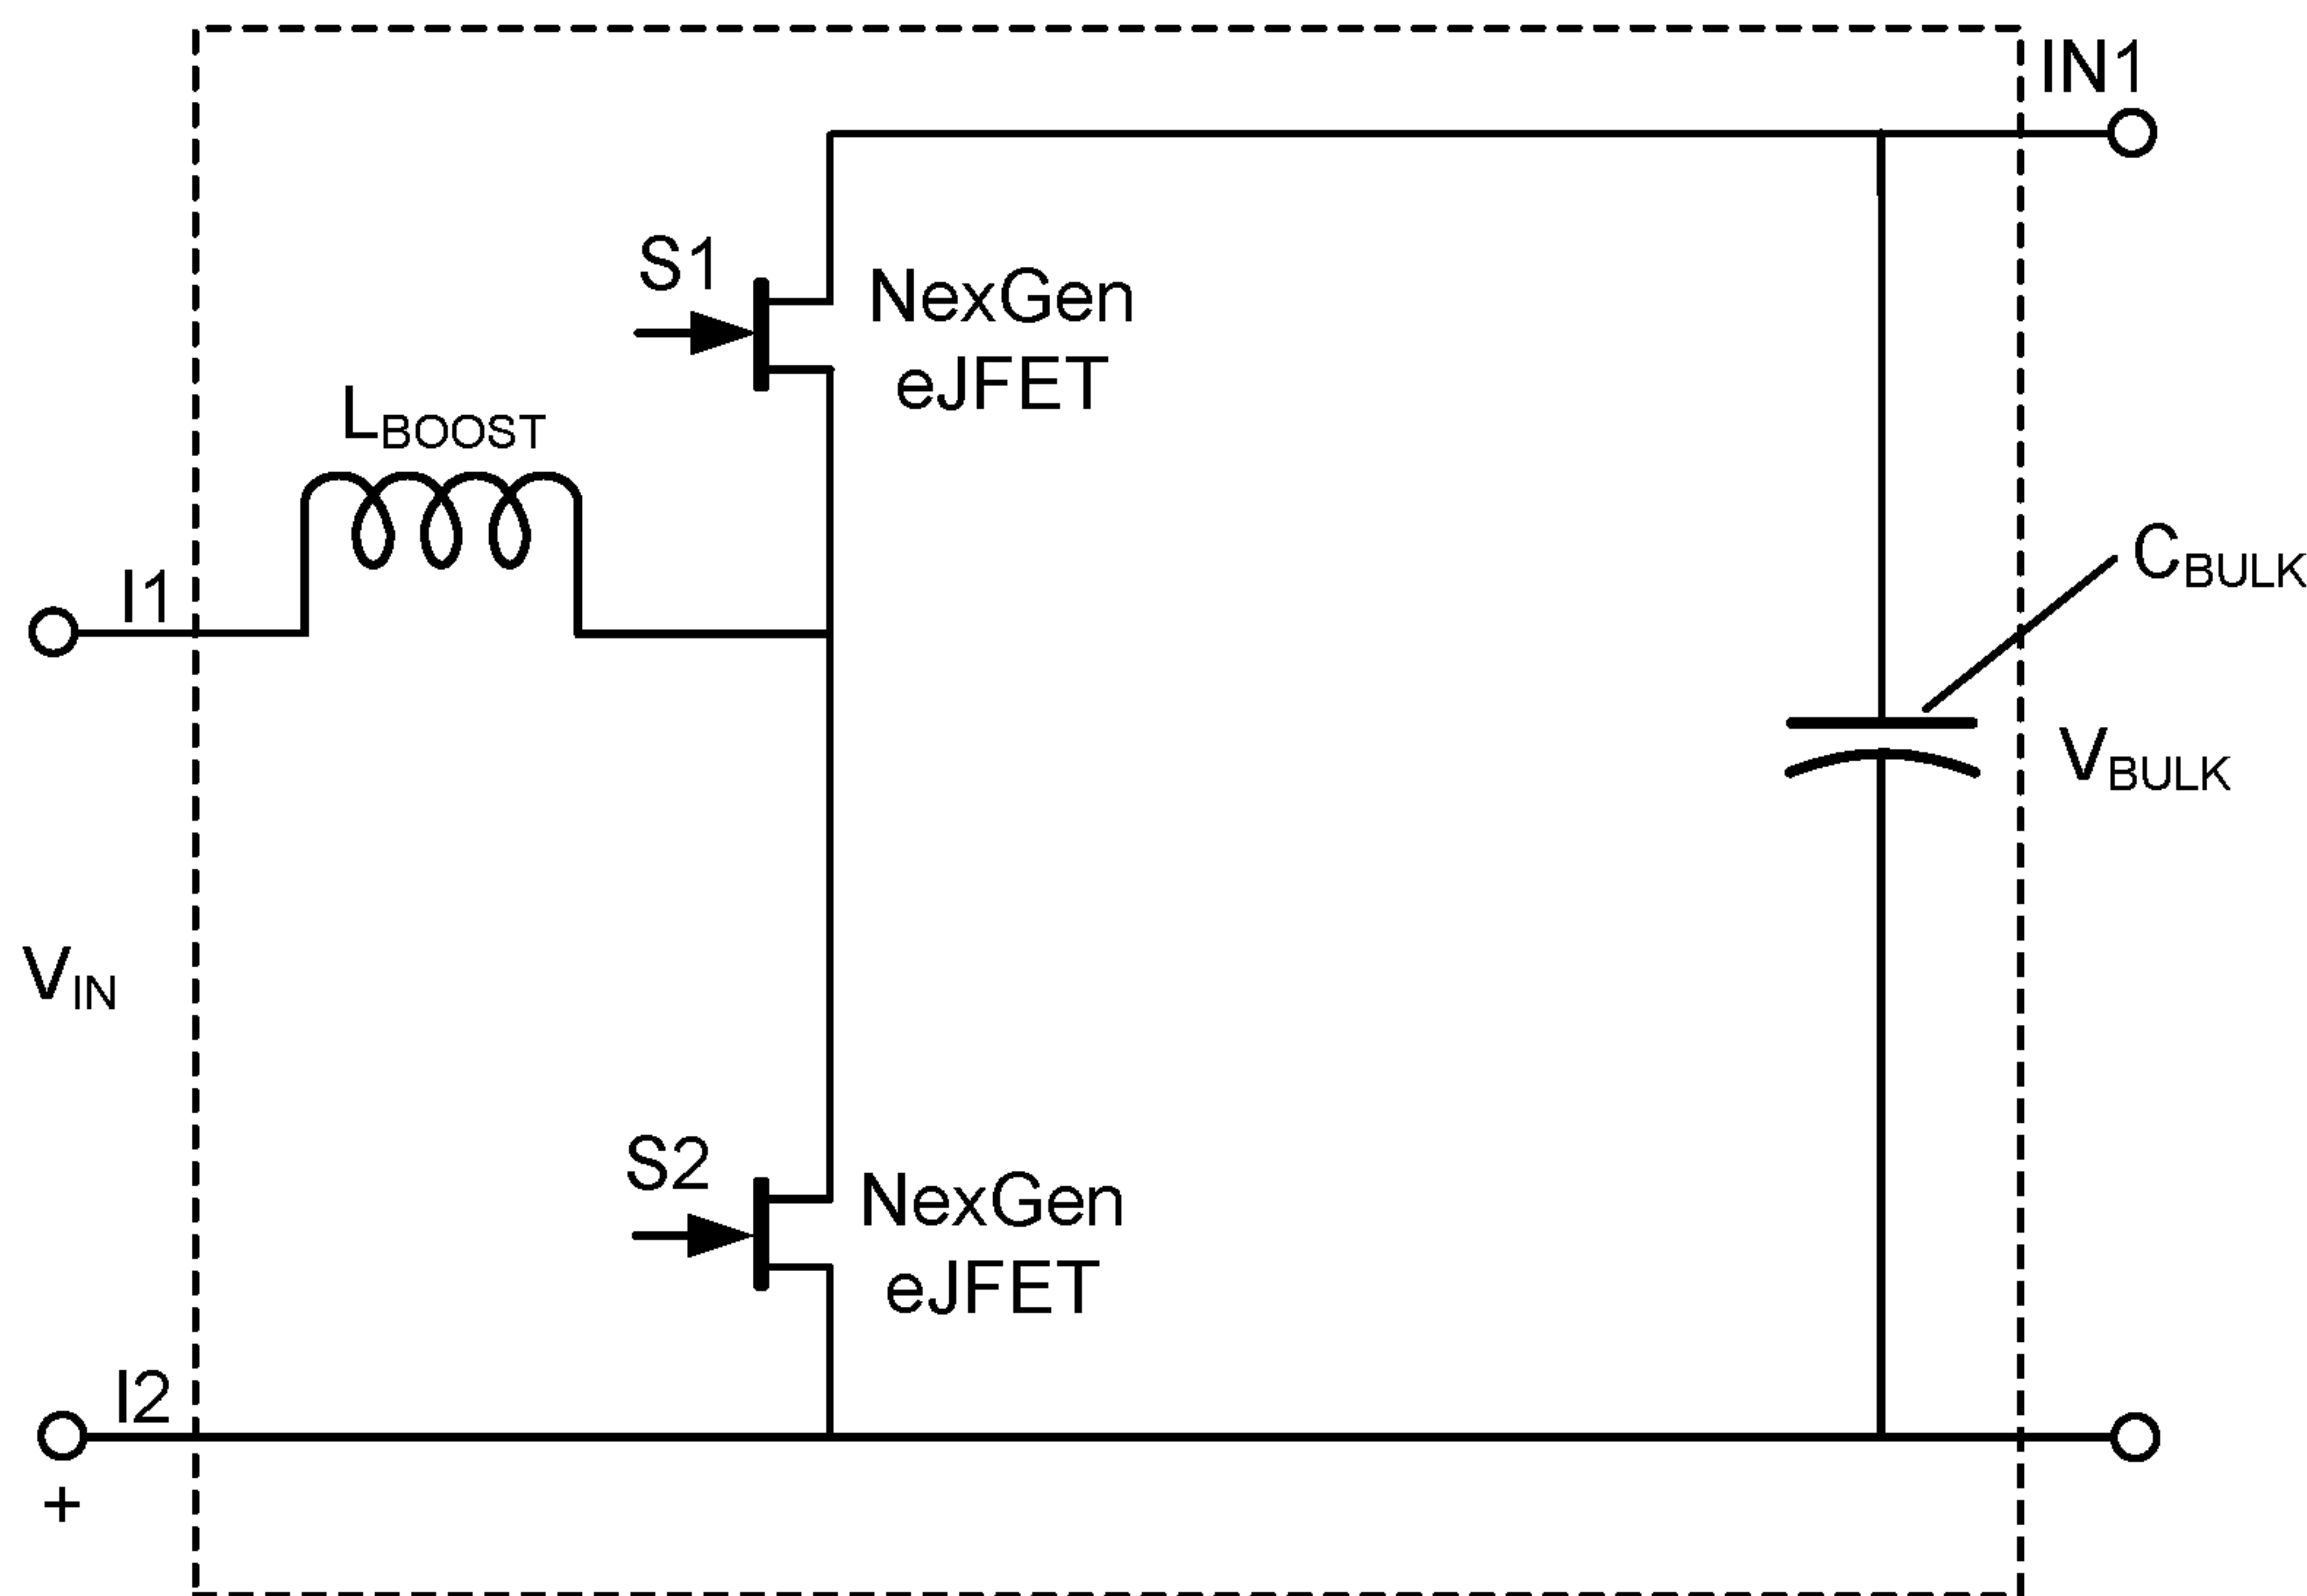 IN1
S1
NexGen
eJFET
LBOOST
I1
CBULK
VBULK
VIN
S2
NexGen
eJFET
I2
+